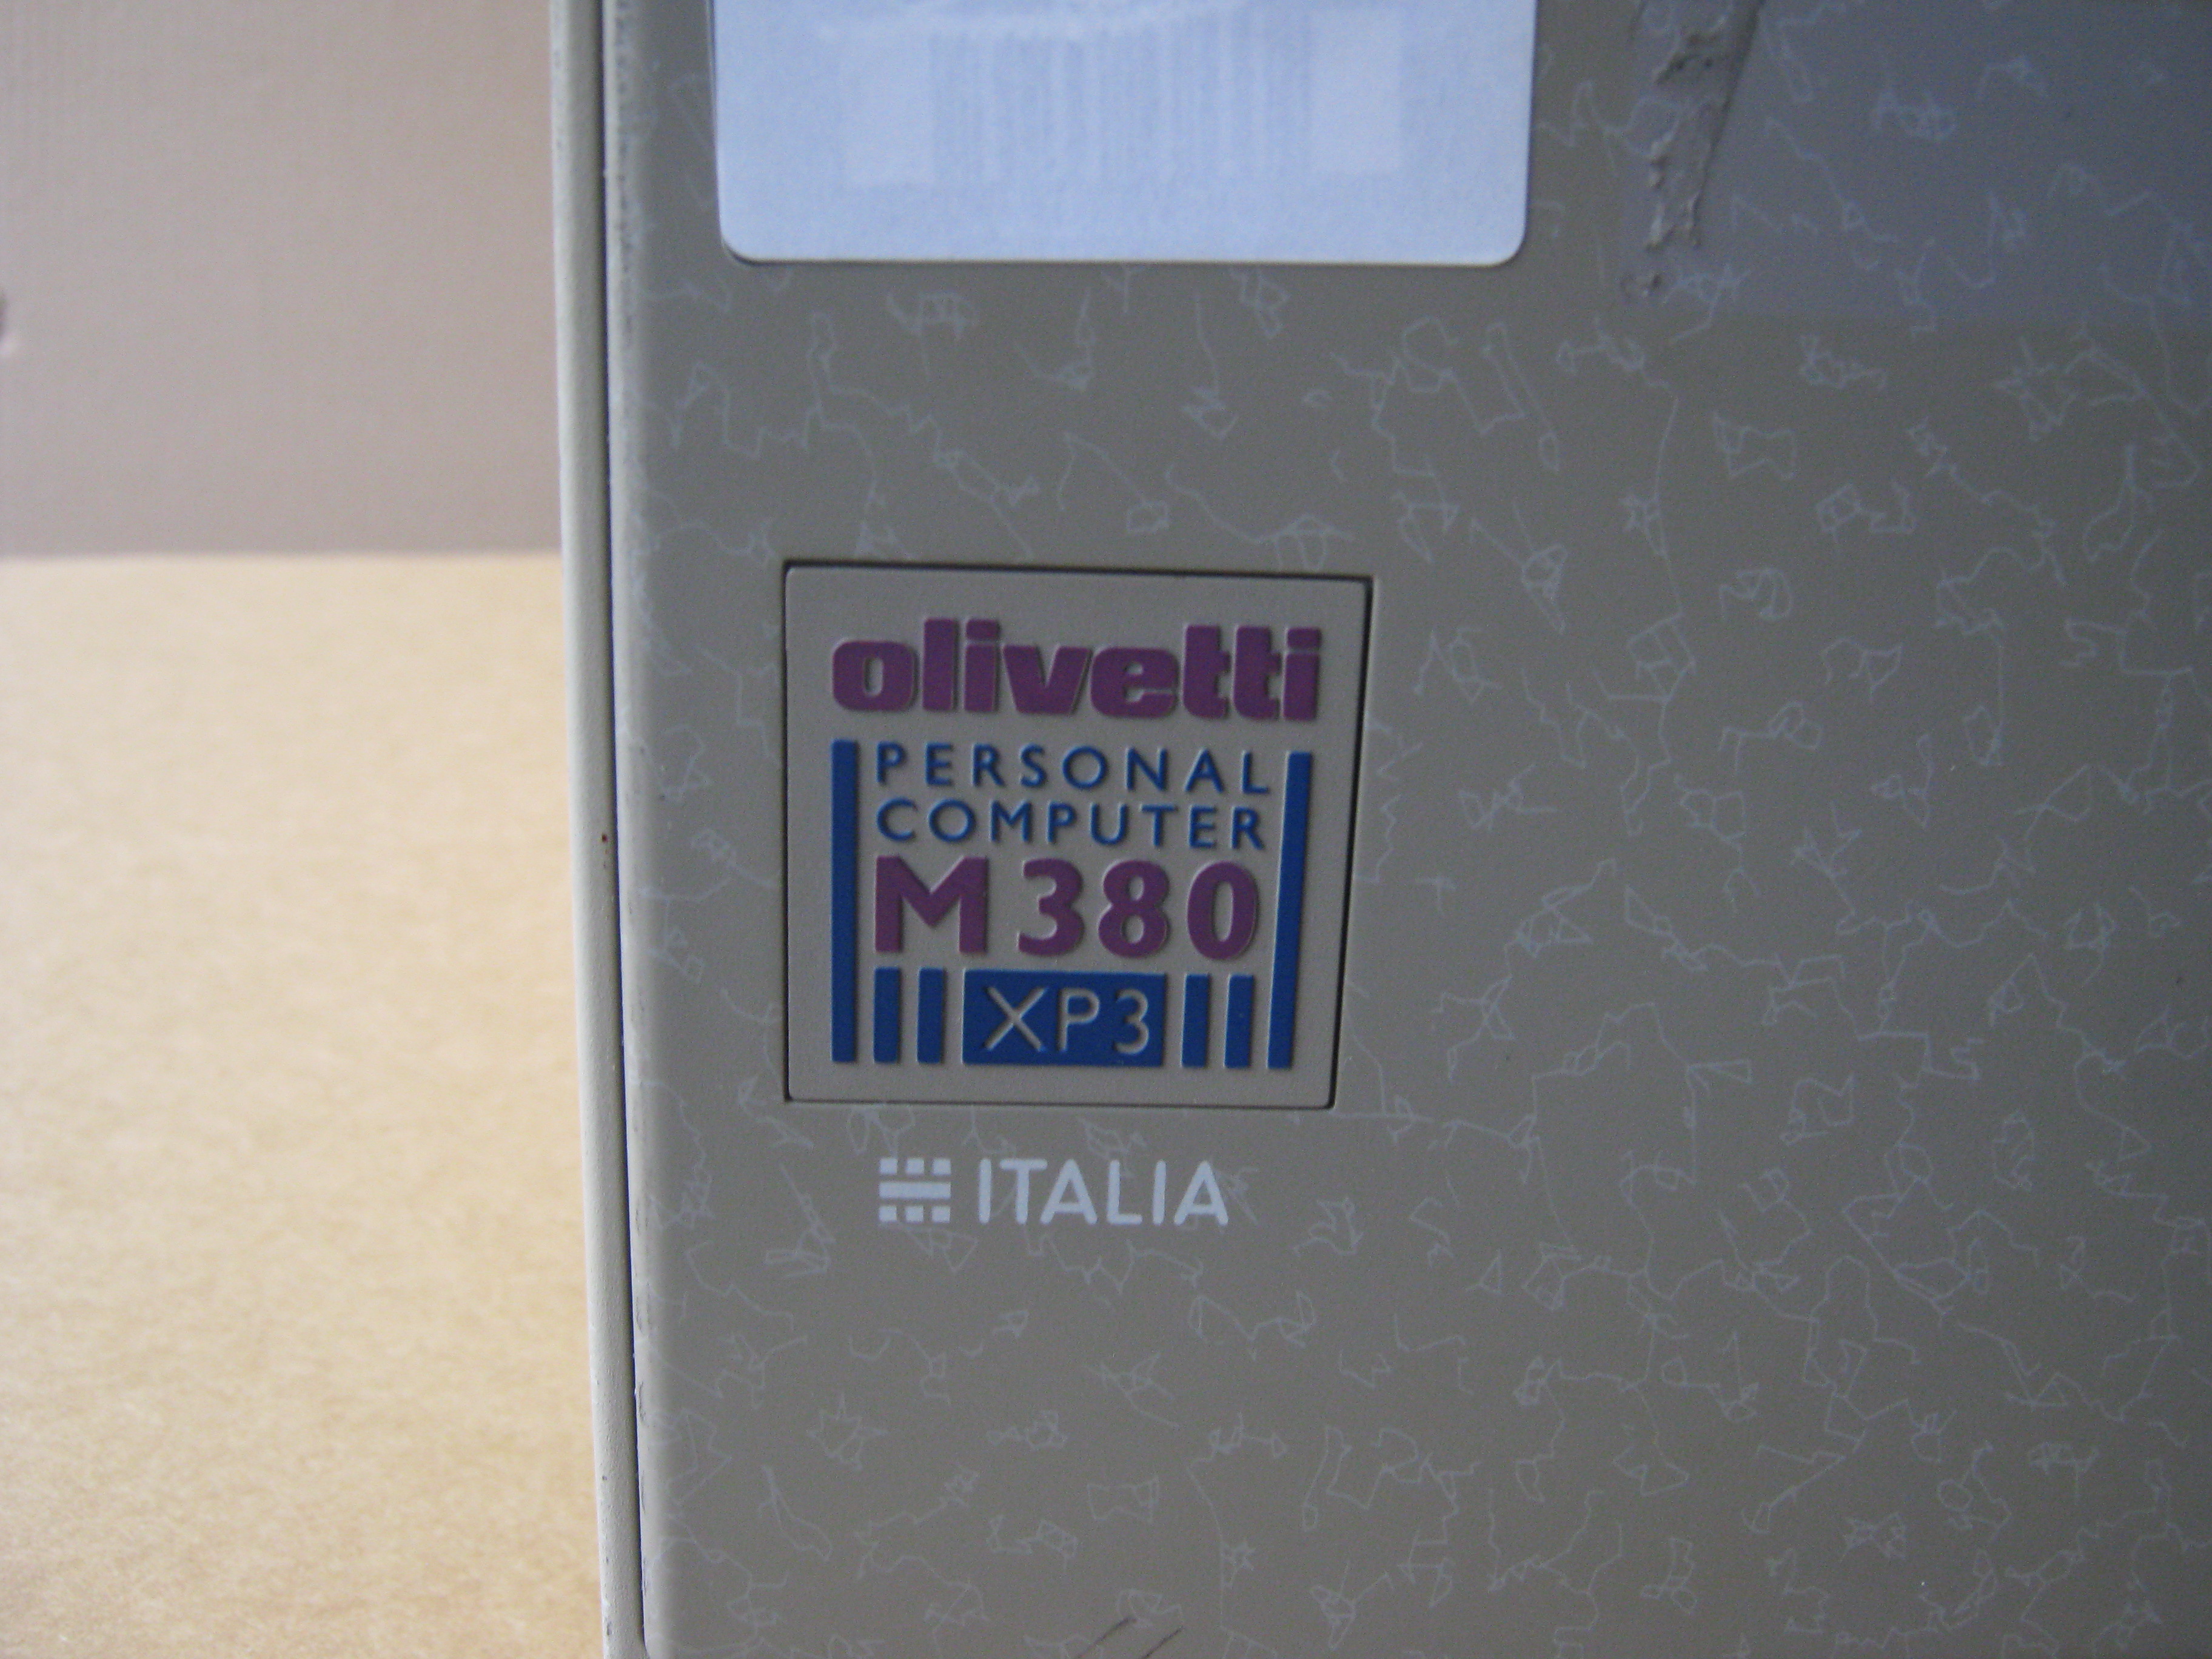 olivetti
PERSONAL
COMPUTER
M380
XP3
ITALIA